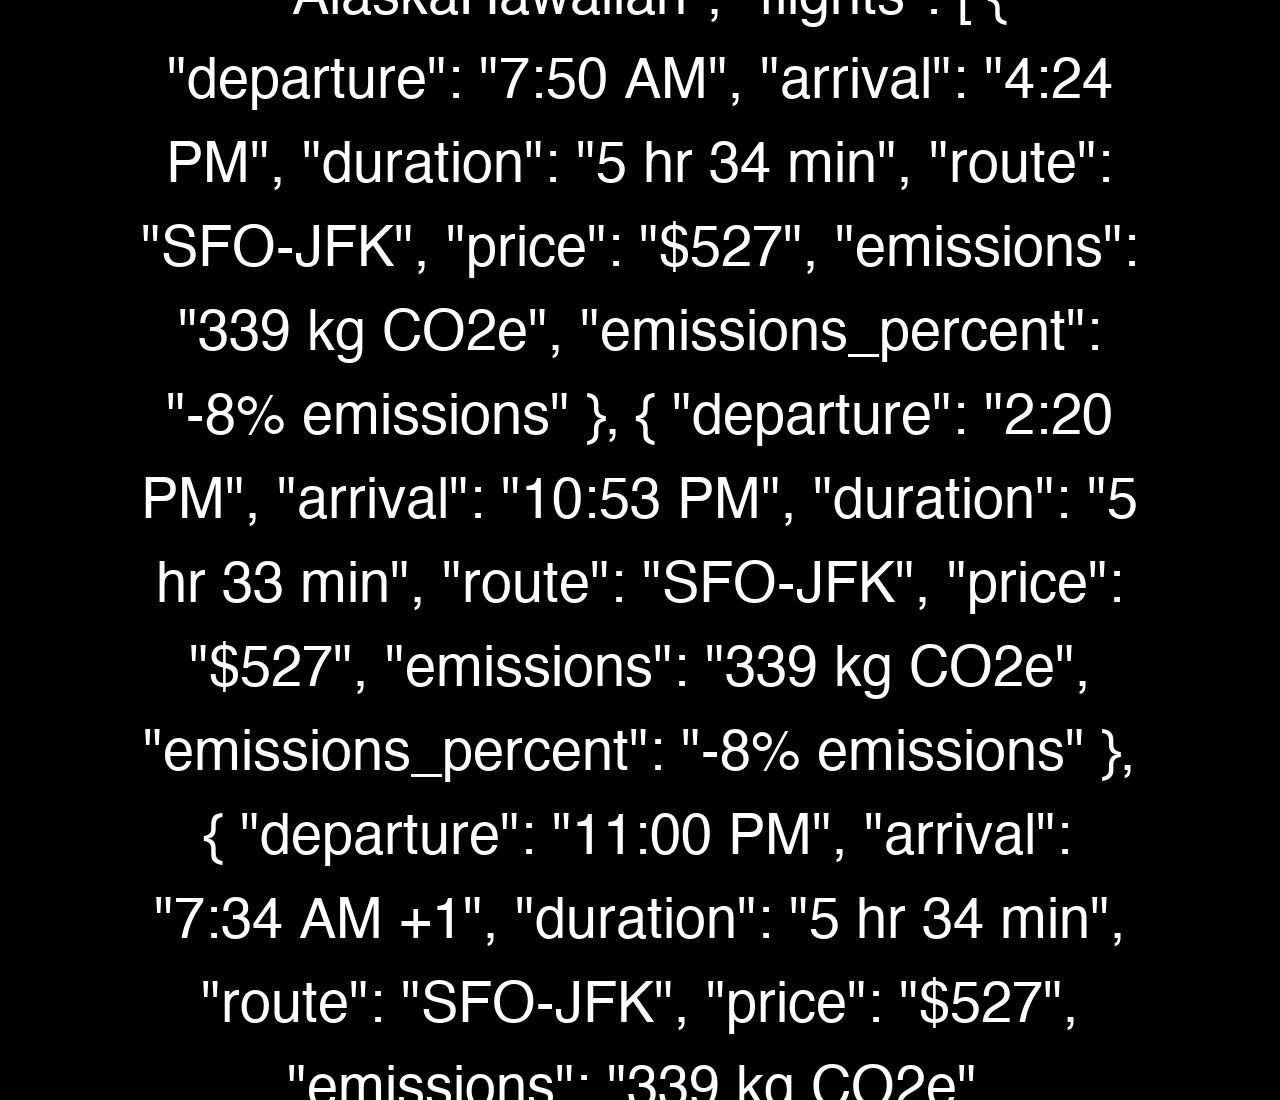 AlaskaHawaiian", "flights": [ {
"departure": "7:50 AM", "arrival": "4:24
PM", "duration": "5 hr 34 min", "route":
"SFO-JFK", "price": "$527", "emissions":
"339 kg CO2e", "emissions_percent":
"-8% emissions" }, { "departure": "2:20
PM", "arrival": "10:53 PM", "duration": "5
hr 33 min", "route": "SFO-JFK", "price":
"$527", "emissions": "339 kg CO2e",
"emissions_percent": "-8% emissions" },
{ "departure": "11:00 PM", "arrival":
"7:34 AM +1", "duration": "5 hr 34 min",
"route": "SFO-JFK", "price": "$527",
"emissions": "339 kg CO2e"